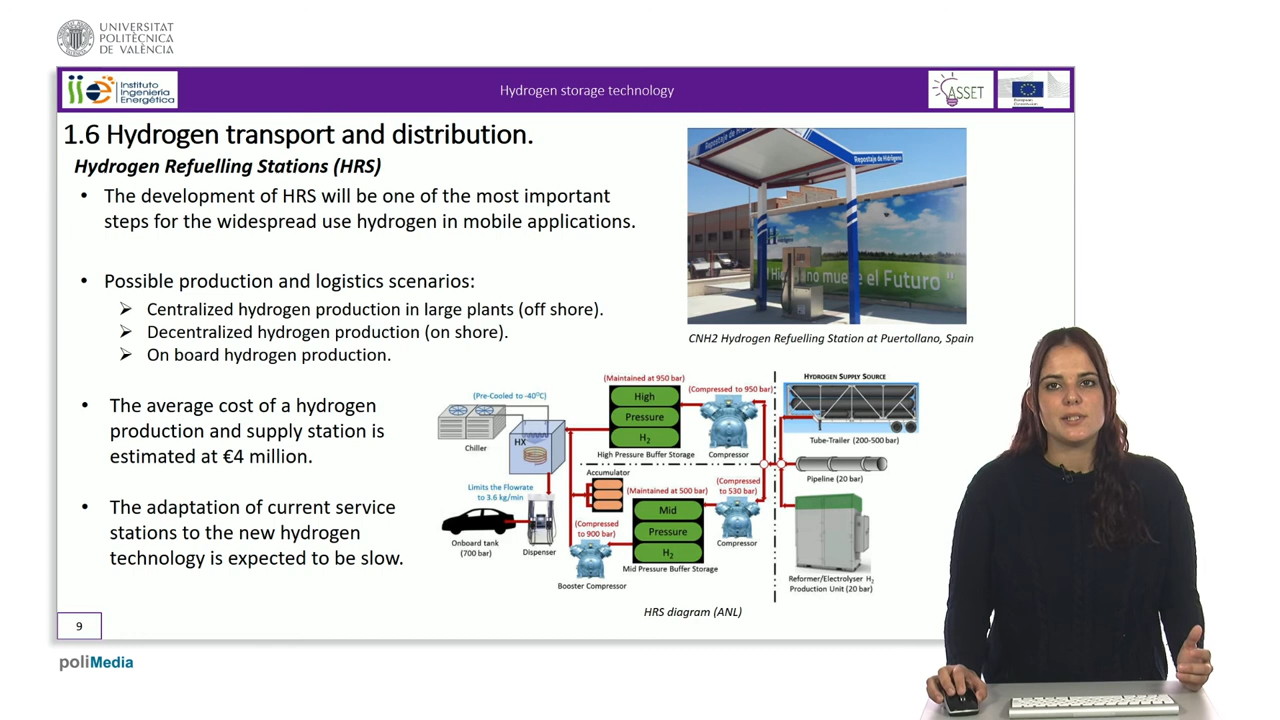 UNIVERSITAT
POLITÈCNICA
DE VALÈNCIA
iie Instituto
Ingeniería
Energética
Hydrogen storage technology
ASSET
European
Commission
1.6 Hydrogen transport and distribution.
Hydrogen Refuelling Stations (HRS)
• The development of HRS will be one of the most important
steps for the widespread use hydrogen in mobile applications.
• Possible production and logistics scenarios:
➢ Centralized hydrogen production in large plants (off shore).
➢ Decentralized hydrogen production (on shore).
➢ On board hydrogen production.
• The average cost of a hydrogen
production and supply station is
estimated at €4 million.
• The adaptation of current service
stations to the new hydrogen
technology is expected to be slow.
Repostaje de Hidrógeno
el Futuro "
CNH2 Hydrogen Refuelling Station at Puertollano, Spain
(Pre-Cooled to -40°C)
Chiller
HX
Limits the Flowrate
to 3.6 kg/min
Onboard tank
(700 bar)
Dispenser
(Maintained at 950 bar)
High
Pressure
H2
High Pressure Buffer Storage
(Compressed to 950 bar)
Compressor
Accumulator
(Compressed
to 900 bar)
Booster Compressor
(Maintained at 500 bar)
Mid
Pressure
H2
Mid Pressure Buffer Storage
(Compressed
to 530 bar)
Compressor
HYDROGEN SUPPLY SOURCE
Tube-Trailer (200-500 bar)
Pipeline (20 bar)
Reformer/Electrolyser H2
Production Unit (20 bar)
HRS diagram (ANL)
9
poliMedia